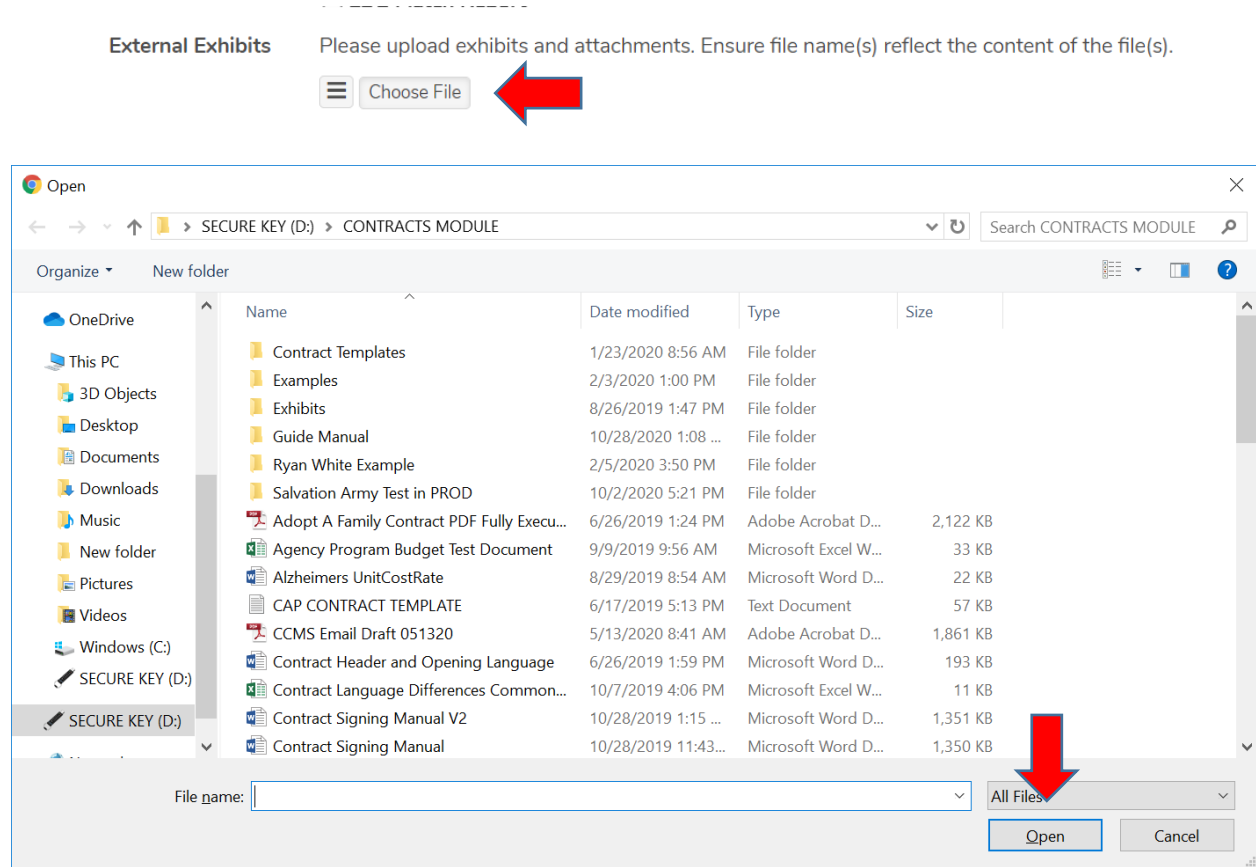 External Exhibits Please upload exhibits and attachments. Ensure file name(s) reflect the content of the file(s).
Choose File
Open
SECURE KEY (D:) > CONTRACTS MODULE Search CONTRACTS MODULE
Organize New folder
OneDrive
This PC
3D Objects
Desktop
Documents
Downloads
Music
New folder
Pictures
Videos
Windows (C:)
SECURE KEY (D:)
SECURE KEY (D:)
Name Date modified Type Size
Contract Templates 1/23/2020 8:56 AM File folder
Examples 2/3/2020 1:00 PM File folder
Exhibits 8/26/2019 1:47 PM File folder
Guide Manual 10/28/2020 1:08 ... File folder
Ryan White Example 2/5/2020 3:50 PM File folder
Salvation Army Test in PROD 10/2/2020 5:21 PM File folder
Adopt A Family Contract PDF Fully Execu... 6/26/2019 1:24 PM Adobe Acrobat D... 2,122 KB
Agency Program Budget Test Document 9/9/2019 9:56 AM Microsoft Excel W... 33 KB
Alzheimers UnitCostRate 8/29/2019 8:54 AM Microsoft Word D... 22 KB
CAP CONTRACT TEMPLATE 6/17/2019 5:13 PM Text Document 57 KB
CCMS Email Draft 051320 5/13/2020 8:41 AM Adobe Acrobat D... 1,861 KB
Contract Header and Opening Language 6/26/2019 1:59 PM Microsoft Word D... 193 KB
Contract Language Differences Common... 10/7/2019 4:06 PM Microsoft Excel W... 11 KB
Contract Signing Manual V2 10/28/2019 1:15 ... Microsoft Word D... 1,351 KB
Contract Signing Manual 10/28/2019 11:43... Microsoft Word D... 1,350 KB
File name: All Files
Open Cancel